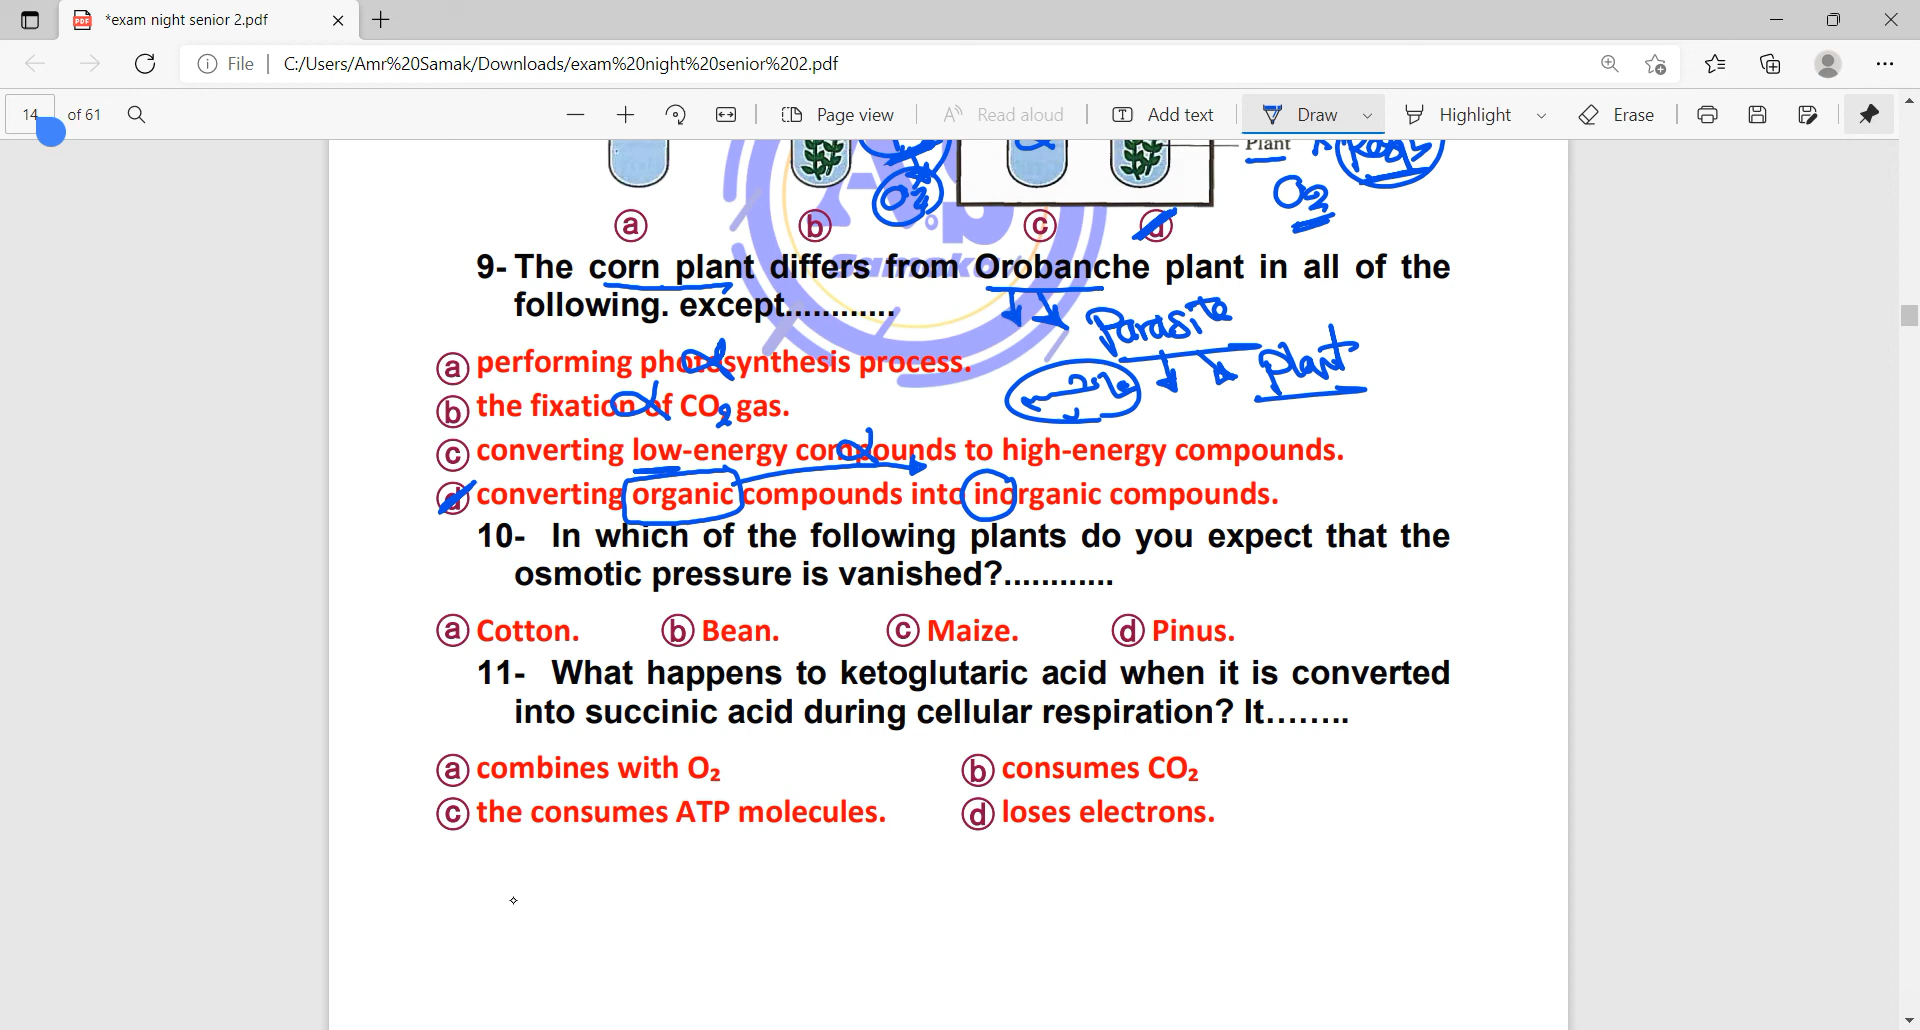 *exam night senior 2.pdf
File C:/Users/Amr%20Samak/Downloads/exam%20night%20senior%202.pdf
14 of 61 Page view Read aloud Add text Draw Highlight Erase
Plant
O₂ O₂
a b c d
9- The corn plant differs from Orobanche plant in all of the
following. except............
Parasite
Plant
a performing photosynthesis process.
b the fixation of CO₂ gas.
c converting low-energy compounds to high-energy compounds.
d converting organic compounds into inorganic compounds.
10- In which of the following plants do you expect that the
osmotic pressure is vanished?............
a Cotton. b Bean. c Maize. d Pinus.
11- What happens to ketoglutaric acid when it is converted
into succinic acid during cellular respiration? It........
a combines with O₂ b consumes CO₂
c the consumes ATP molecules. d loses electrons.